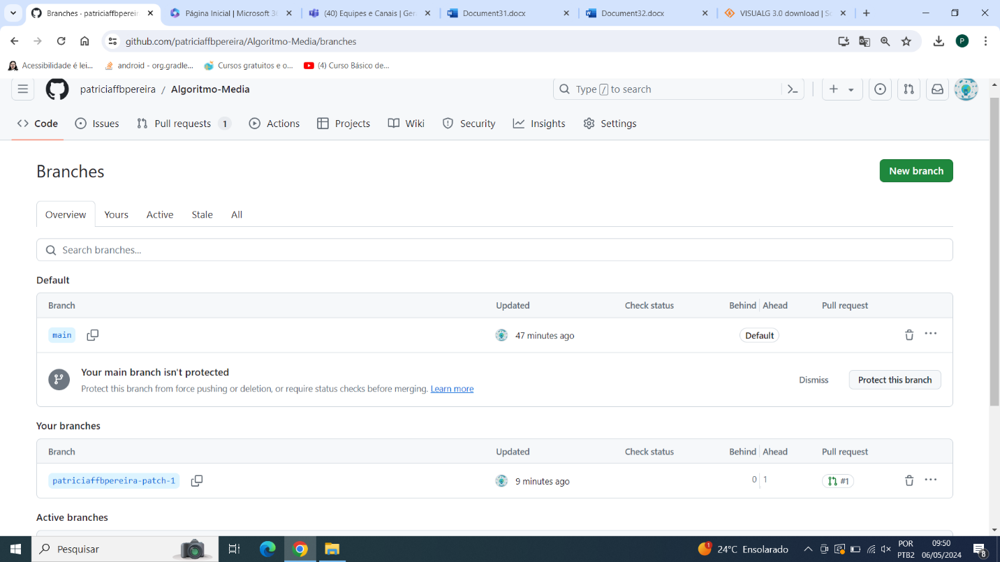 Branches · patriciaffbpereir
Página Inicial | Microsoft 36
(40) Equipes e Canais | Ger
Document31.docx
Document32.docx
VISUALG 3.0 download | So
github.com/patriciaffbpereira/Algoritmo-Media/branches
P
Acessibilidade é lei...
android - org.gradle...
Cursos gratuitos e o...
(4) Curso Básico de...
patriciaffbpereira / Algoritmo-Media
Type / to search
Code
Issues
Pull requests 1
Actions
Projects
Wiki
Security
Insights
Settings
Branches
New branch
Overview
Yours
Active
Stale
All
Search branches...
Default
Branch Updated Check status Behind Ahead Pull request
main 47 minutes ago Default
Your main branch isn't protected
Protect this branch from force pushing or deletion, or require status checks before merging. Learn more
Dismiss
Protect this branch
Your branches
Branch Updated Check status Behind Ahead Pull request
patriciaffbpereira-patch-1 9 minutes ago 0 1 #1
Active branches
Pesquisar
1
24°C Ensolarado
POR
PTB2
09:50
06/05/2024
8